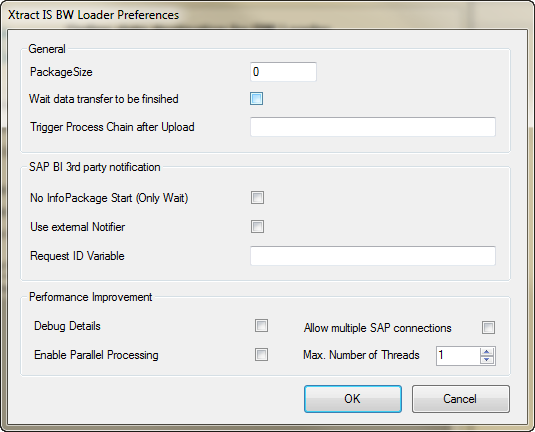 Xtract IS BW Loader Preferences
General
PackageSize 0
Wait data transfer to be finsihed
Trigger Process Chain after Upload
SAP BI 3rd party notification
No InfoPackage Start (Only Wait)
Use external Notifier
Request ID Variable
Performance Improvement
Debug Details Allow multiple SAP connections
Enable Parallel Processing Max. Number of Threads 1
OK Cancel